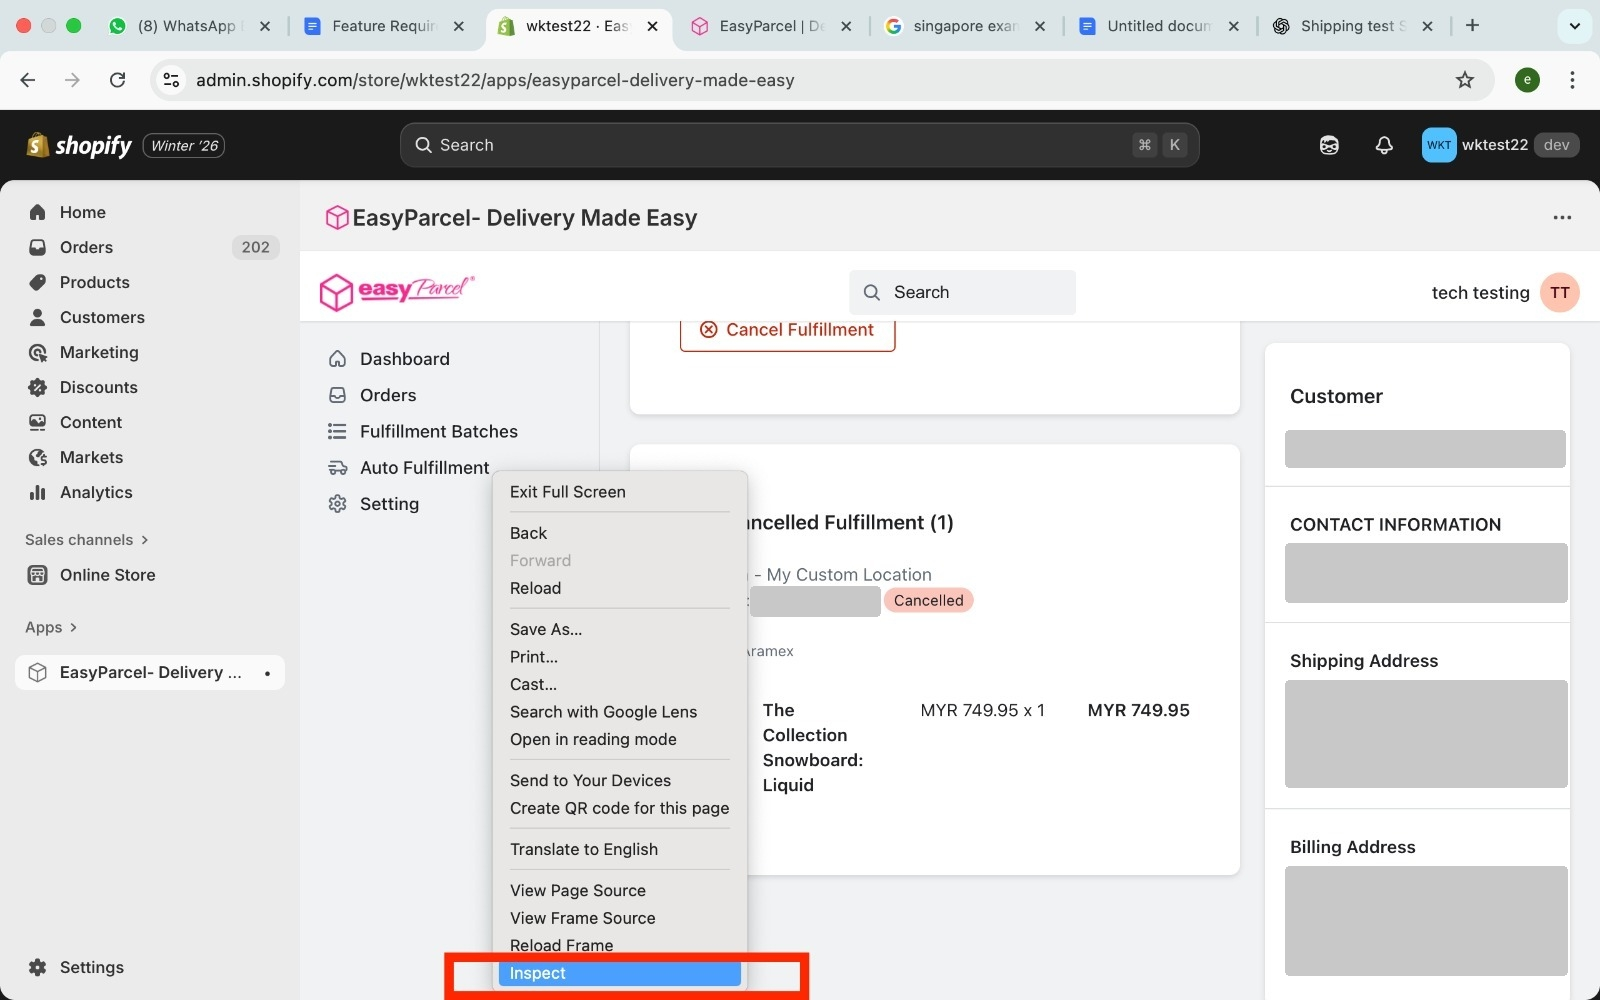 (8) WhatsApp
Feature Requir
wktest22 · Eas
EasyParcel | De
singapore exam
Untitled docum
Shipping test S
admin.shopify.com/store/wktest22/apps/easyparcel-delivery-made-easy
e
shopify
Winter '26
Search
⌘ K
WKT
wktest22
dev
Home
Orders
202
Products
Customers
Marketing
Discounts
Content
Markets
Analytics
Sales channels
Online Store
Apps
EasyParcel- Delivery ...
Settings
EasyParcel- Delivery Made Easy
easyParcel®
Search
tech testing
TT
Dashboard
Orders
Fulfillment Batches
Auto Fulfillment
Setting
Cancel Fulfillment
Exit Full Screen
Back
Forward
Reload
Save As...
Print...
Cast...
Search with Google Lens
Open in reading mode
Send to Your Devices
Create QR code for this page
Translate to English
View Page Source
View Frame Source
Reload Frame
Inspect
ncelled Fulfillment (1)
- My Custom Location
Cancelled
Aramex
The
Collection
Snowboard:
Liquid
MYR 749.95 x 1
MYR 749.95
Customer
CONTACT INFORMATION
Shipping Address
Billing Address